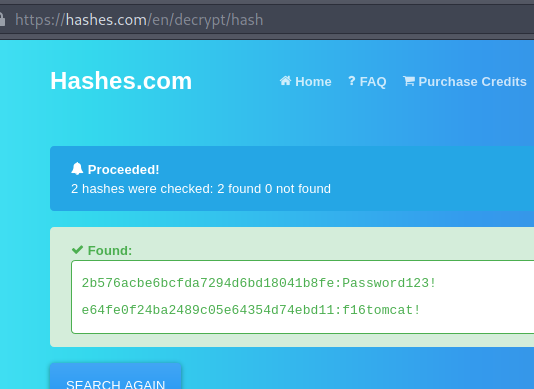 https://hashes.com/en/decrypt/hash
Hashes.com
Home ? FAQ Purchase Credits
Proceeded!
2 hashes were checked: 2 found 0 not found
Found:
2b576acbe6bcfda7294d6bd18041b8fe:Password123!
e64fe0f24ba2489c05e64354d74ebd11:f16tomcat!
SEARCH AGAIN